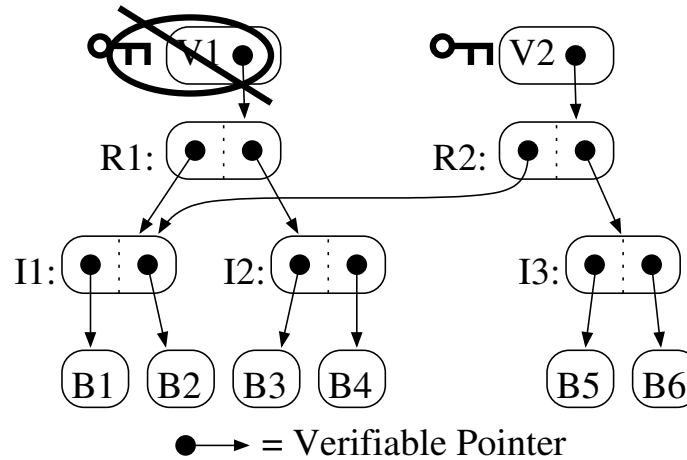 V1 V2
R1: R2:
I1: I2: I3:
B1 B2 B3 B4 B5 B6
= Verifiable Pointer